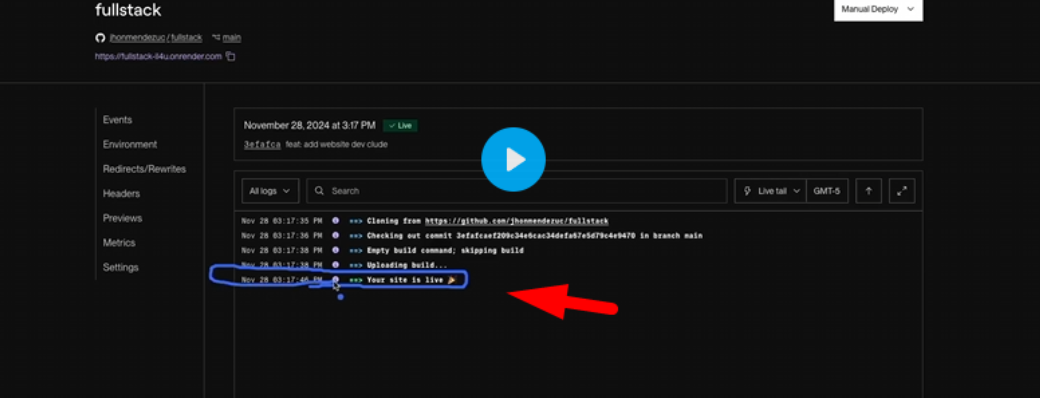 fullstack
Manual Deploy
jhonmendezuc / fullstack main
https://fullstack-ll4u.onrender.com
Events
Environment
Redirects/Rewrites
Headers
Previews
Metrics
Settings
November 28, 2024 at 3:17 PM Live
3efafca feat: add website dev clude
All logs Search Live tail GMT-5
Nov 28 03:17:35 PM ==> Cloning from https://github.com/jhonmendezuc/fullstack
Nov 28 03:17:36 PM ==> Checking out commit 3efafcaef209c34e6cac34defa67e5d79c4e9470 in branch main
Nov 28 03:17:38 PM ==> Empty build command; skipping build
Nov 28 03:17:38 PM ==> Uploading build...
Nov 28 03:17:46 PM ==> Your site is live 🎉